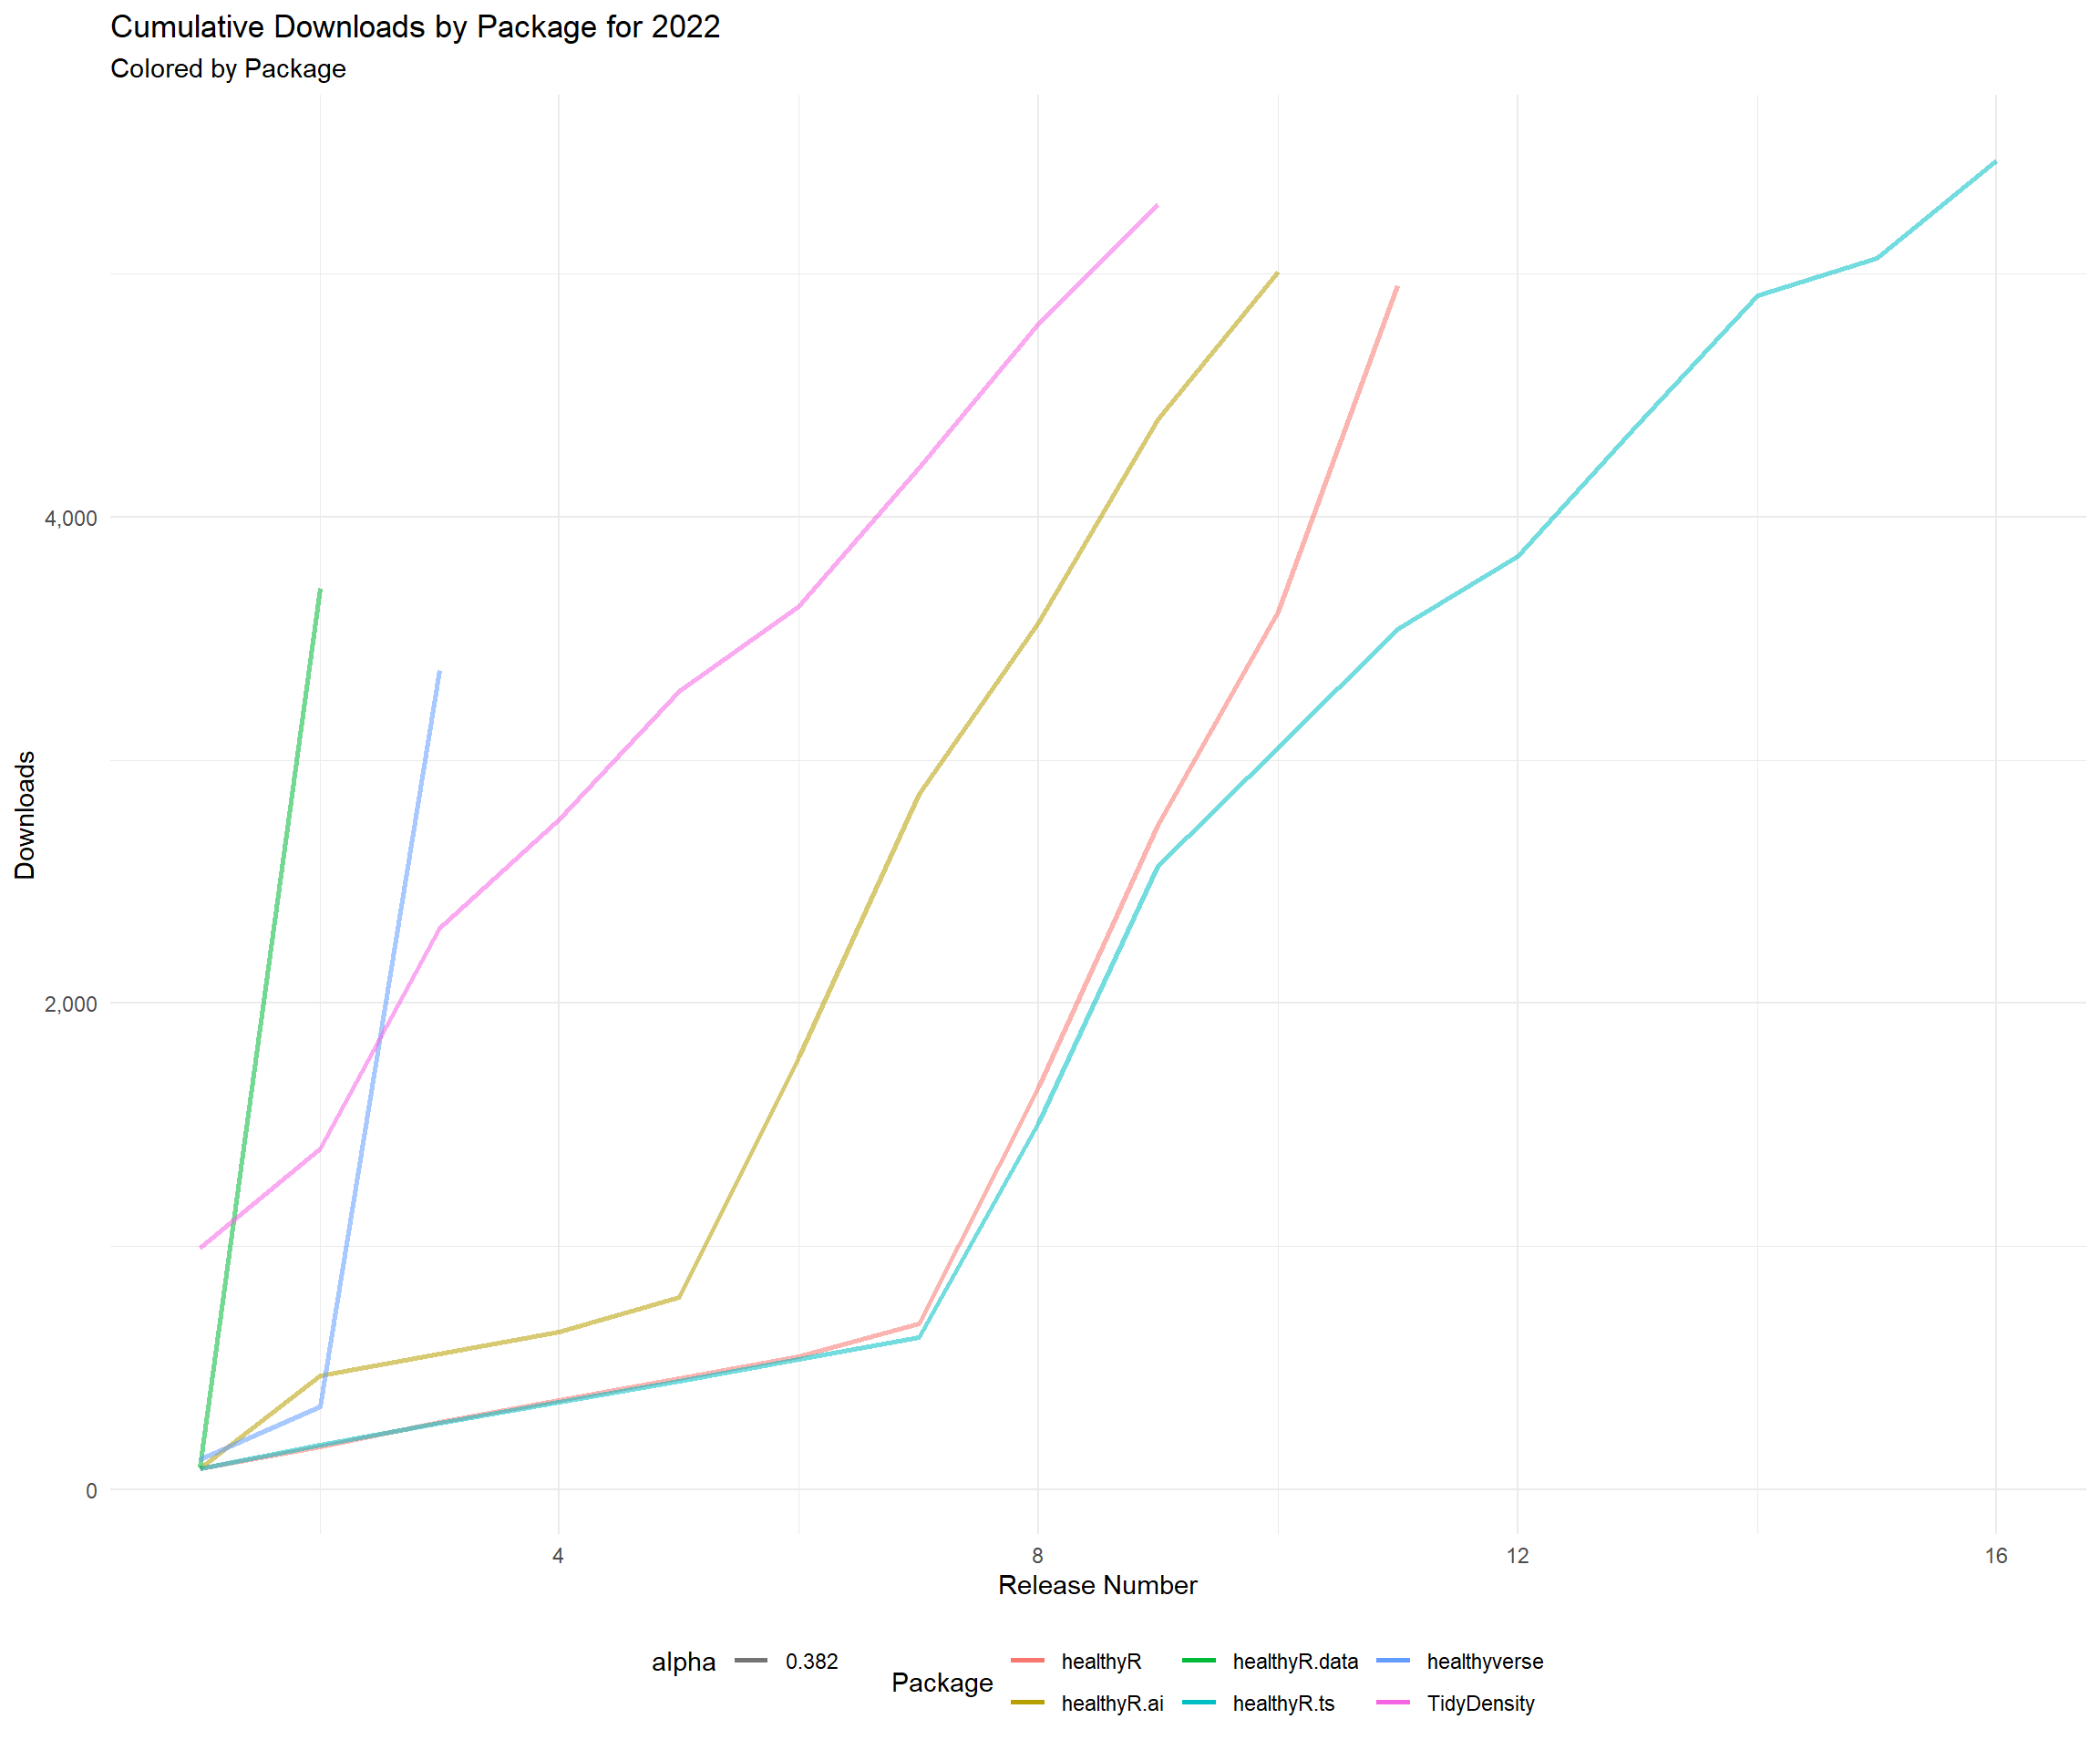 Cumulative Downloads by Package for 2022
Colored by Package
Downloads
4,000
2,000
0
4 8 12 16
Release Number
alpha 0.382
Package
healthyR healthyR.data healthyverse
healthyR.ai healthyR.ts TidyDensity